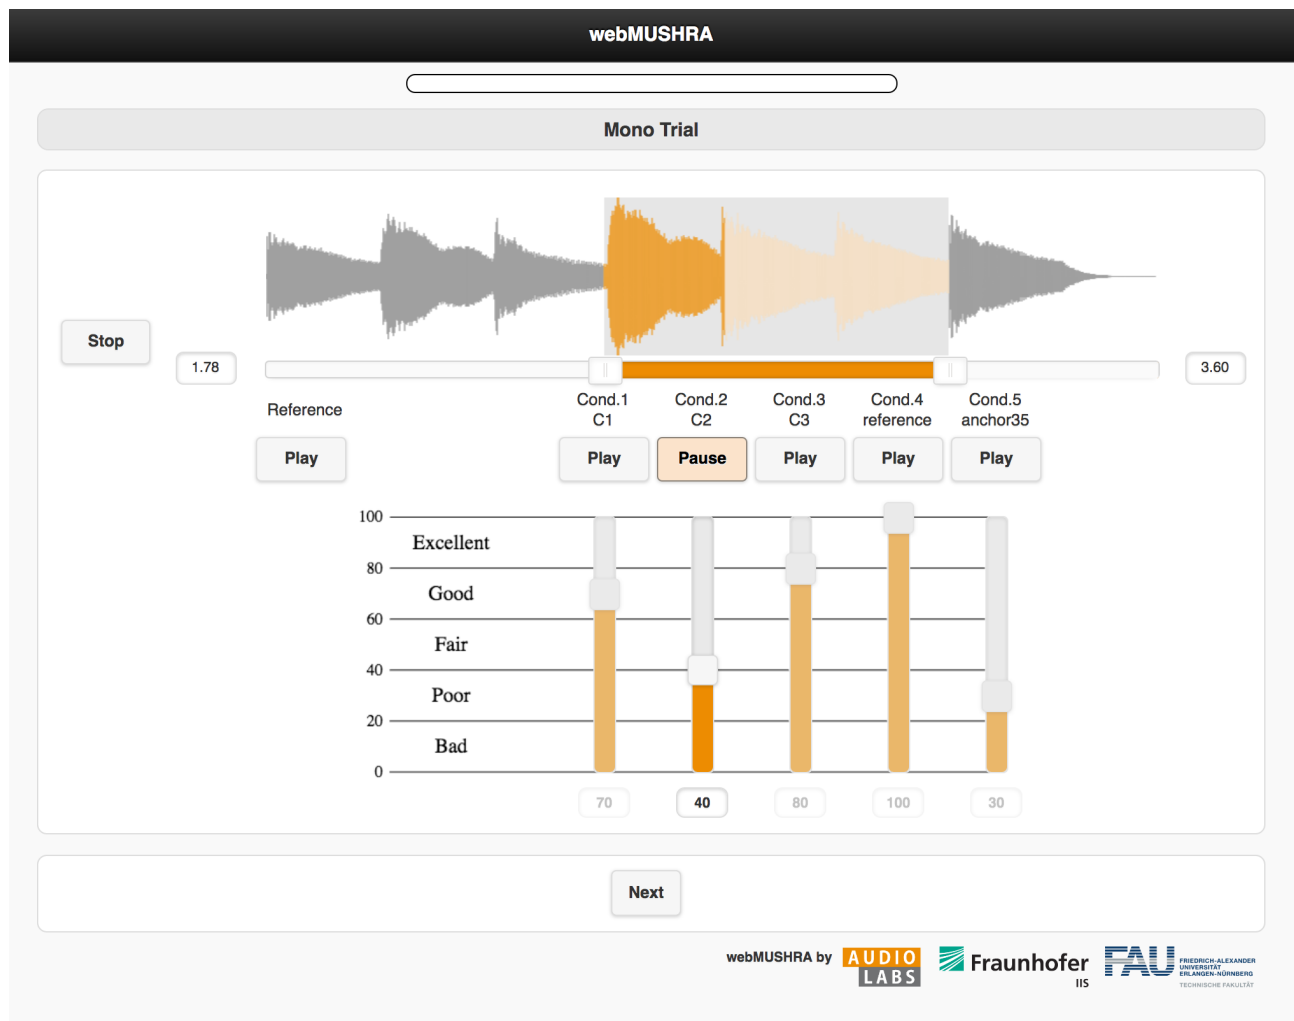 webMUSHRA
Mono Trial
Stop
1.78
3.60
Reference
Cond.1
C1
Cond.2
C2
Cond.3
C3
Cond.4
reference
Cond.5
anchor35
Play
Play
Pause
Play
Play
Play
100
Excellent
80
Good
60
Fair
40
Poor
20
Bad
0
70
40
80
100
30
Next
webMUSHRA by
AUDIO
LABS
Fraunhofer
IIS
FAU
FRIEDRICH-ALEXANDER
UNIVERSITÄT
ERLANGEN-NÜRNBERG
TECHNISCHE FAKULTÄT